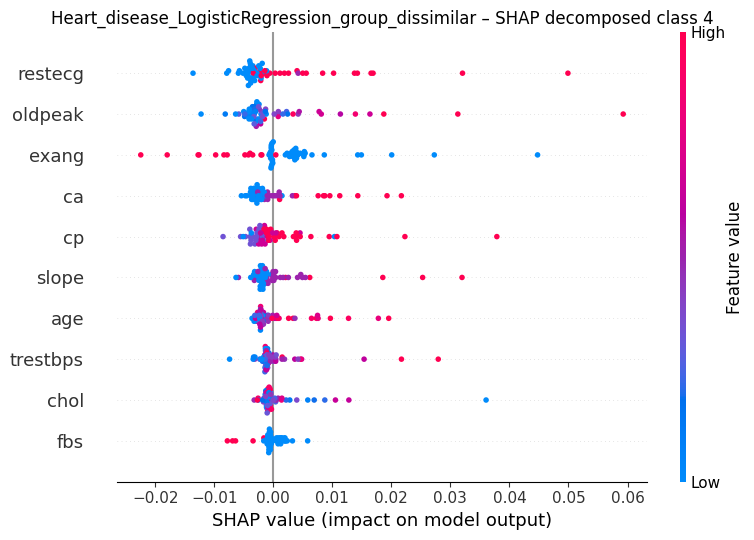 Heart_disease_LogisticRegression_group_dissimilar – SHAP decomposed class 4
High
restecg
oldpeak
exang
ca
cp
slope
age
trestbps
chol
fbs
Feature value
Low
−0.02 −0.01 0.00 0.01 0.02 0.03 0.04 0.05 0.06
SHAP value (impact on model output)